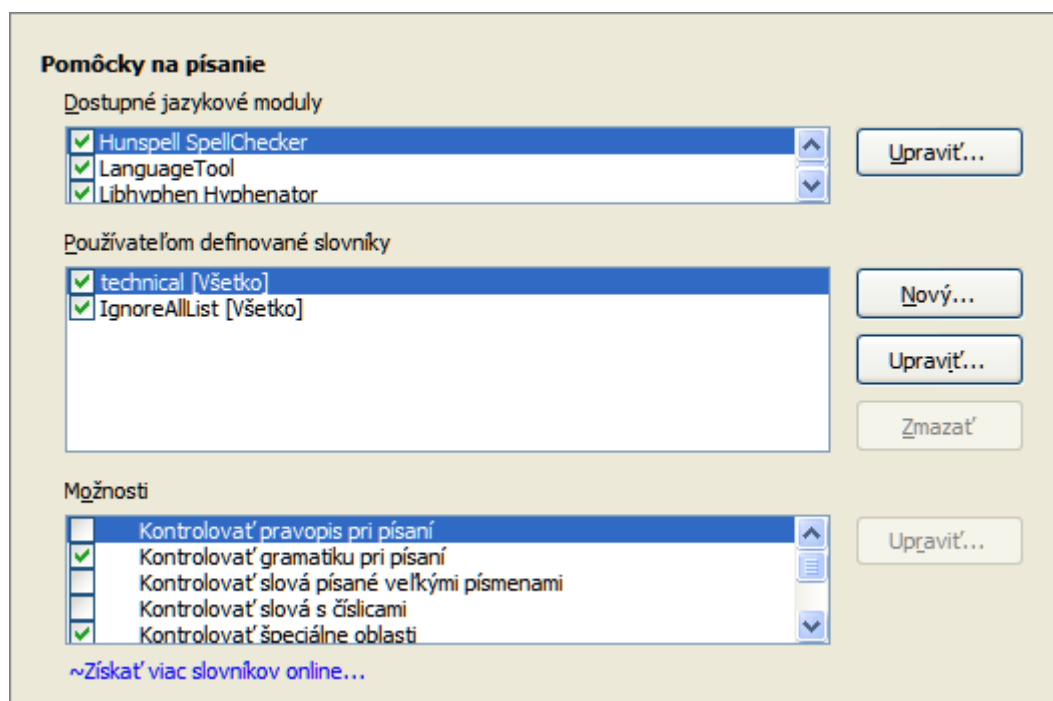 Pomôcky na písanie
Dostupné jazykové moduly
Hunspell SpellChecker
Upraviť...
LanguageTool
Libhyphen Hyphenator
Používateľom definované slovníky
technical [Všetko]
Nový...
IgnoreAllList [Všetko]
Upraviť...
Zmazať
Možnosti
Kontrolovať pravopis pri písaní
Upraviť...
Kontrolovať gramatiku pri písaní
Kontrolovať slová písané veľkými písmenami
Kontrolovať slová s číslicami
Kontrolovať špeciálne oblasti
~Získať viac slovníkov online...